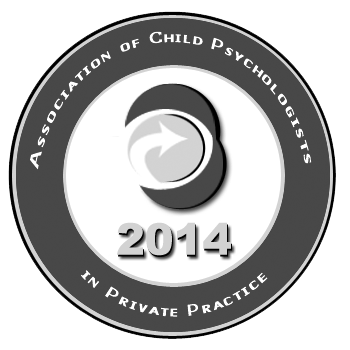 Association of Child Psychologists
2014
in Private Practice